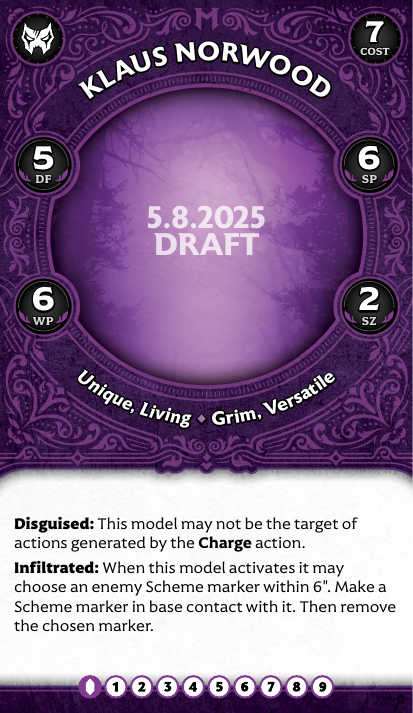 7
COST
KLAUS NORWOOD
5
DF
6
SP
5.8.2025
DRAFT
6
WP
2
SZ
Unique, Living ◆ Grim, Versatile
Disguised: This model may not be the target of
actions generated by the Charge action.
Infiltrated: When this model activates it may
choose an enemy Scheme marker within 6". Make a
Scheme marker in base contact with it. Then remove
the chosen marker.
1 2 3 4 5 6 7 8 9